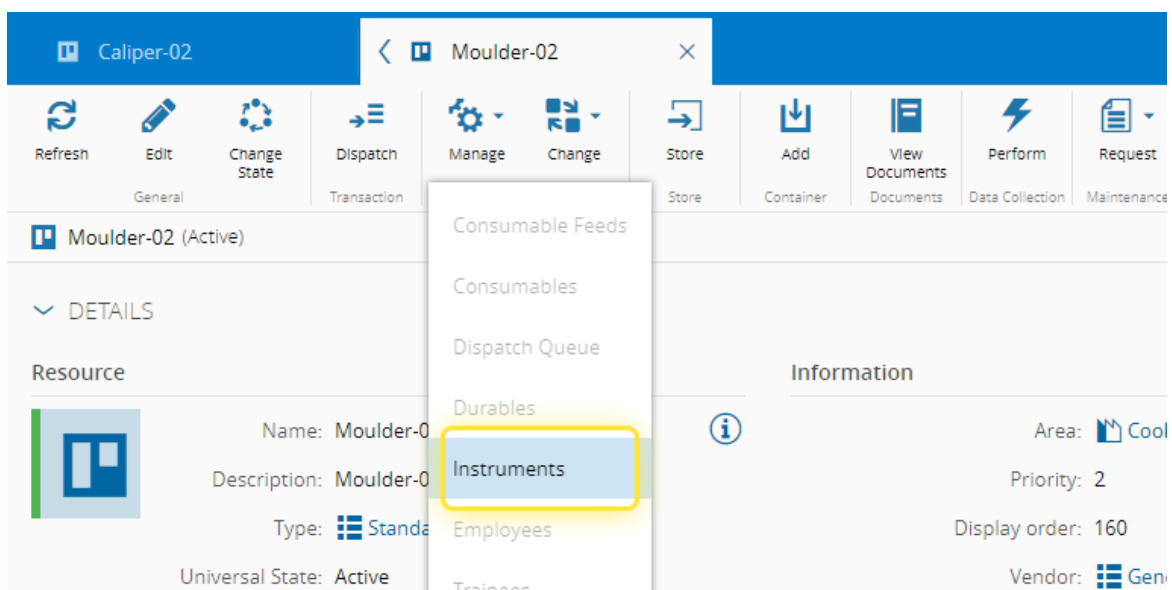 Caliper-02
Moulder-02
Refresh Edit Change State Dispatch Manage Change Store Add View Documents Perform Request
General Transaction Store Container Documents Data Collection Maintenance
Moulder-02 (Active)
Consumable Feeds
Consumables
Dispatch Queue
Durables
Instruments
Employees
Trainees
DETAILS
Resource
Name: Moulder-0
Description: Moulder-0
Type: Standa
Universal State: Active
Information
Area: Cool
Priority: 2
Display order: 160
Vendor: Gen